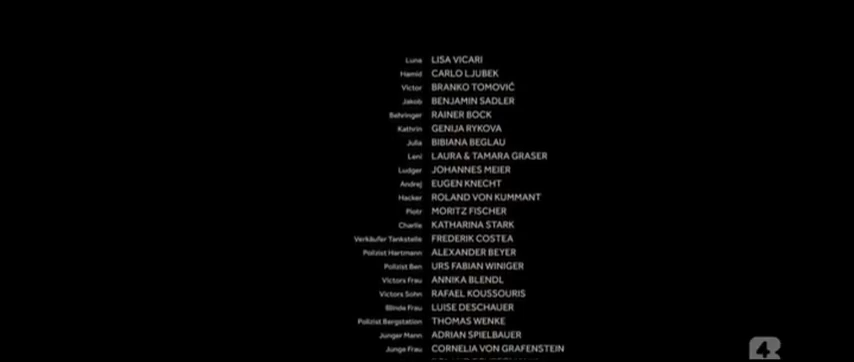 Luna LISA VICARI
Hamid CARLO LJUBEK
Victor BRANKO TOMOVIĆ
Jakob BENJAMIN SADLER
Behringer RAINER BOCK
Kathrin GENIJA RYKOVA
Julia BIBIANA BEGLAU
Leni LAURA & TAMARA GRASER
Ludger JOHANNES MEIER
Andrej EUGEN KNECHT
Hacker ROLAND VON KUMMANT
Piotr MORITZ FISCHER
Charlie KATHARINA STARK
Verkäufer Tankstelle FREDERIK COSTEA
Polizist Hartmann ALEXANDER BEYER
Polizist Ben URS FABIAN WINIGER
Victors Frau ANNIKA BLENDL
Victors Sohn RAFAEL KOUSSOURIS
Blinde Frau LUISE DESCHAUER
Polizist Bergstation THOMAS WENKE
Junger Mann ADRIAN SPIELBAUER
Junge Frau CORNELIA VON GRAFENSTEIN
4